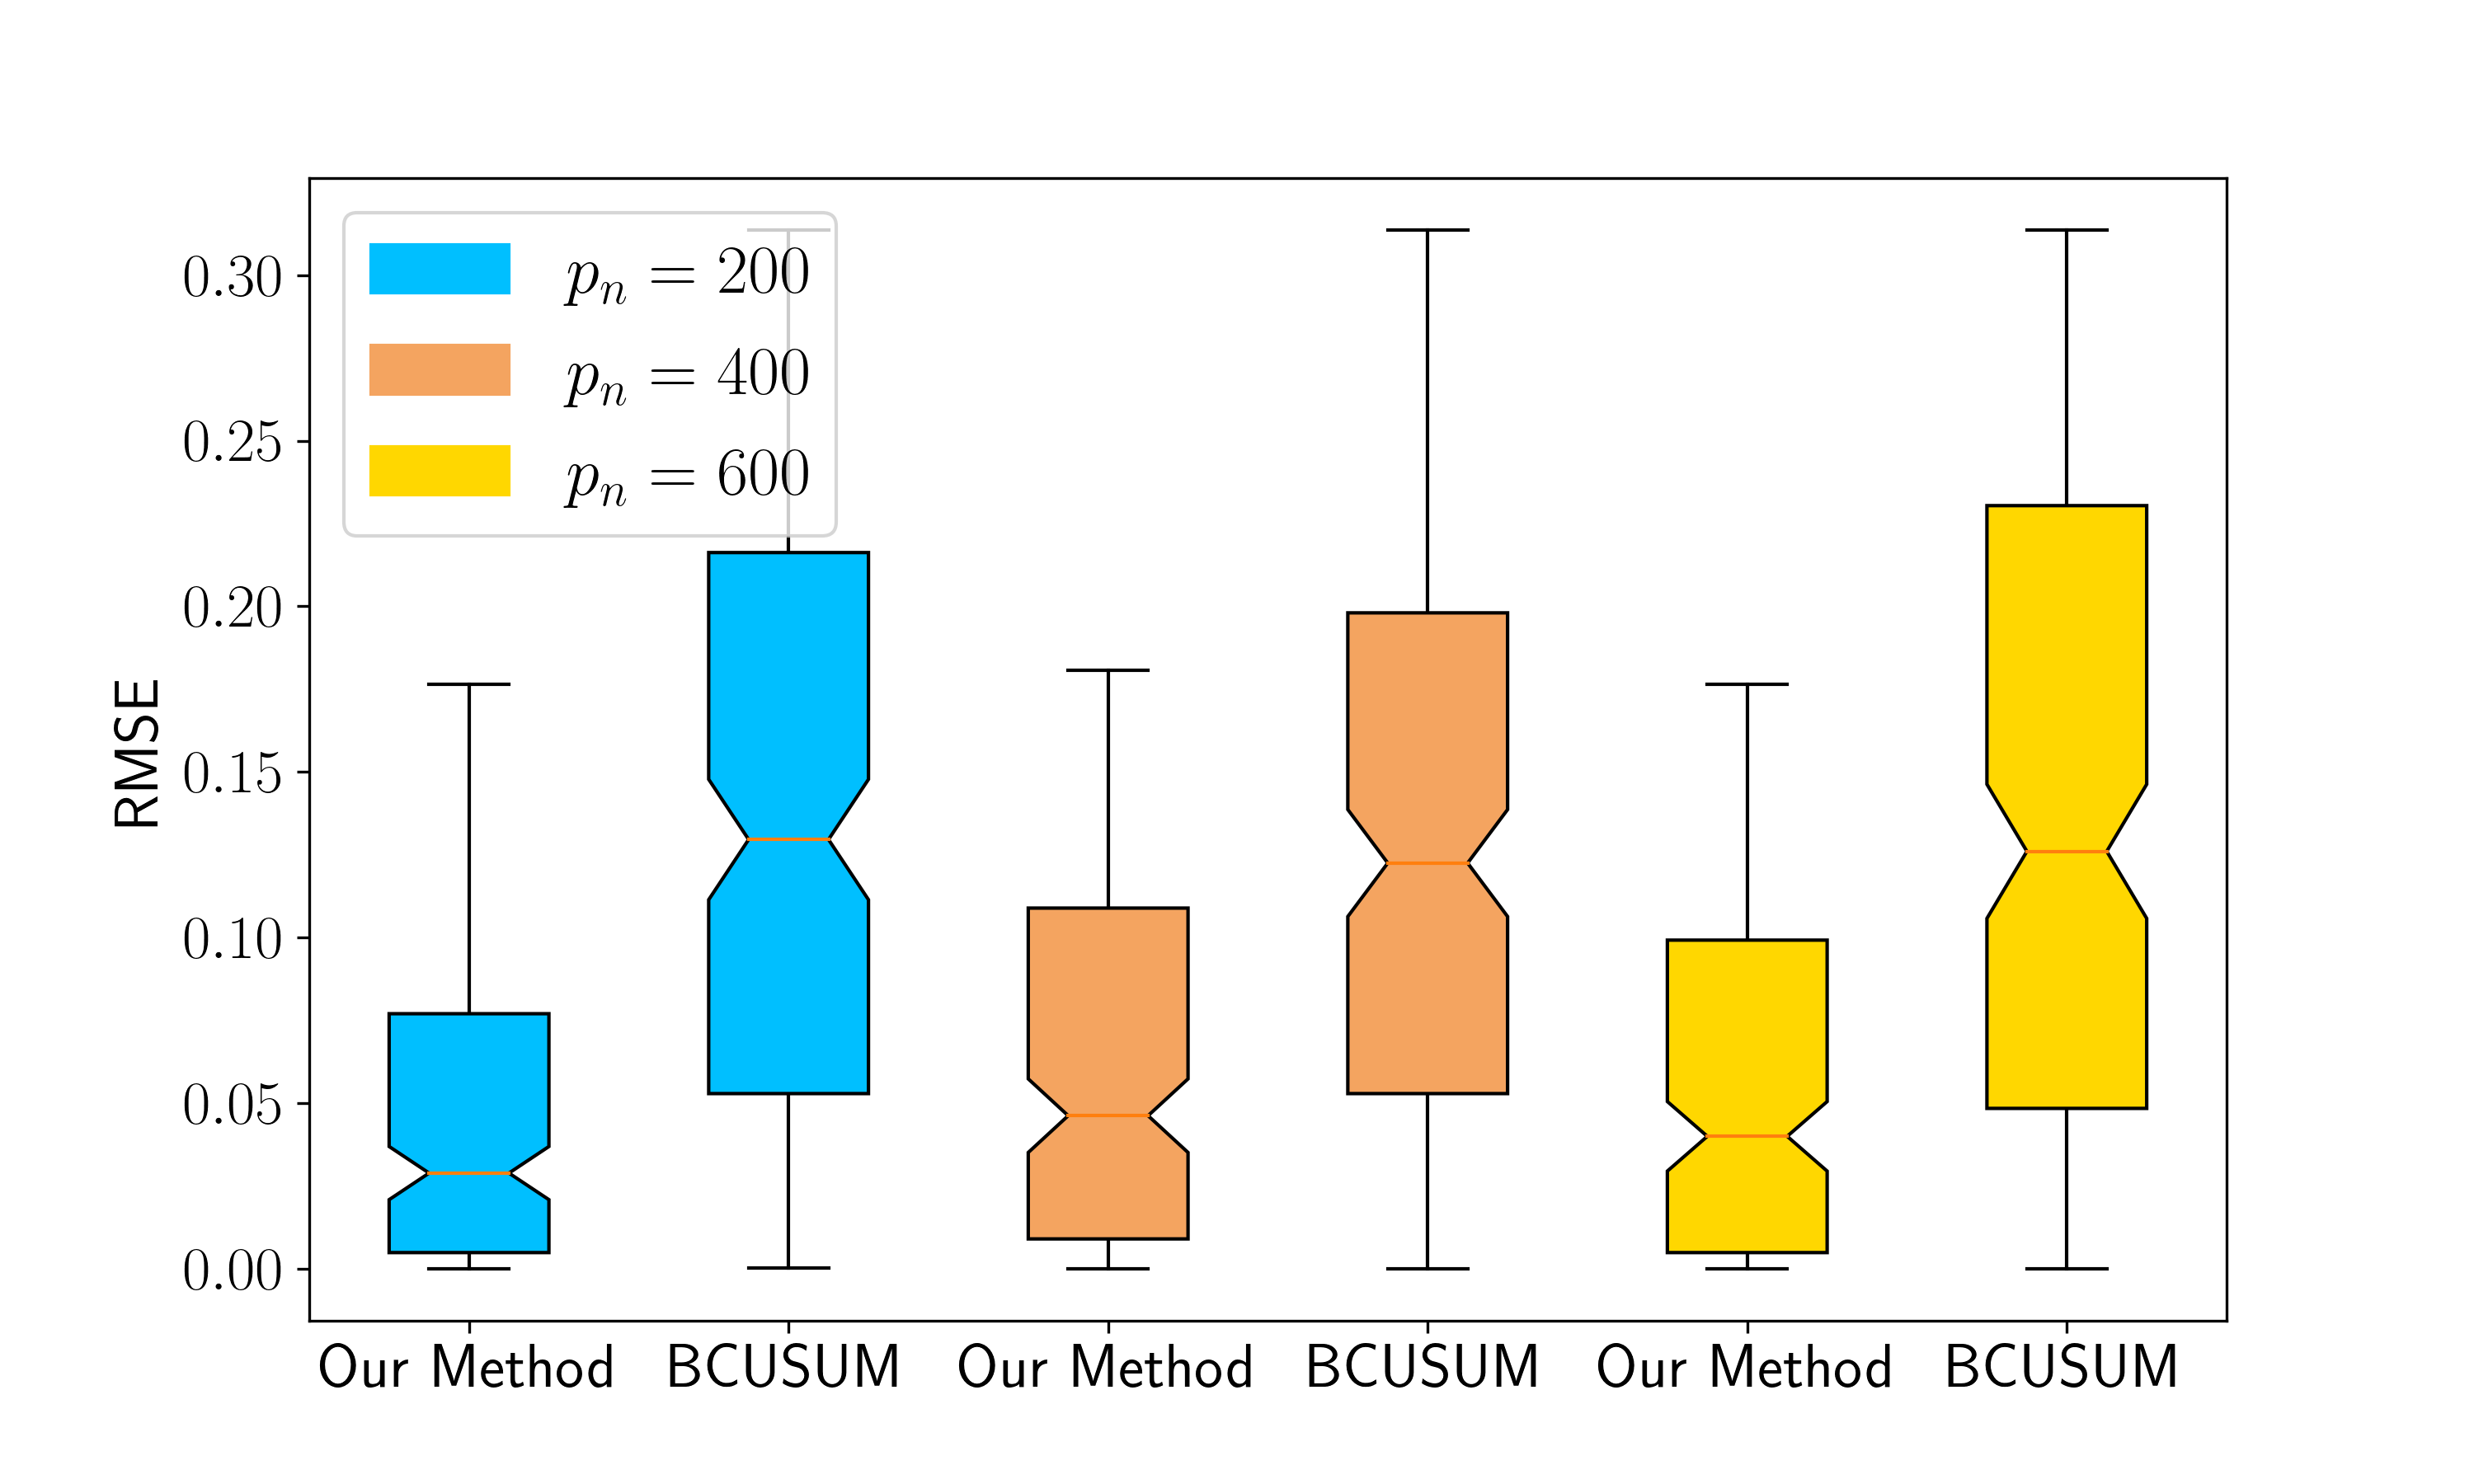 pₙ = 200
pₙ = 400
pₙ = 600
RMSE
0.30
0.25
0.20
0.15
0.10
0.05
0.00
Our Method BCUSUM Our Method BCUSUM Our Method BCUSUM